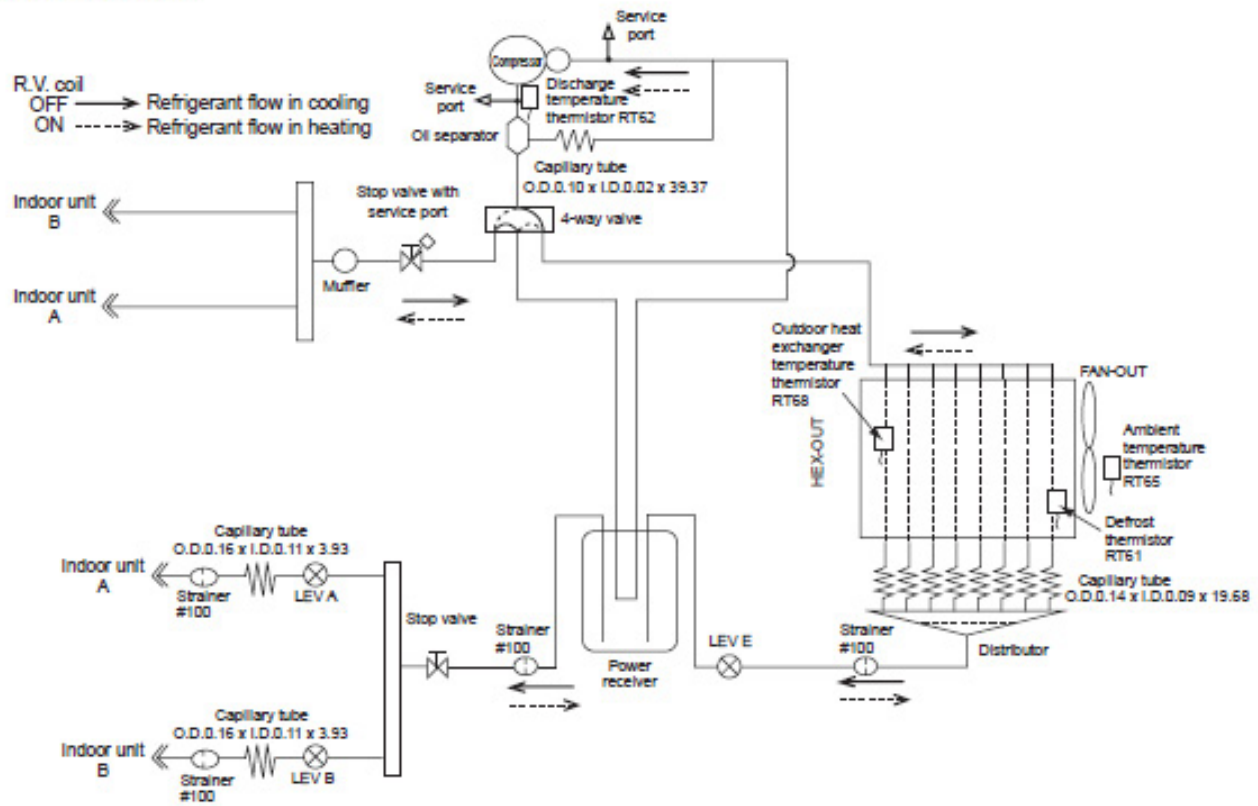 Service
port
Compressor
R.V. coil
OFF
Refrigerant flow in cooling
ON
Refrigerant flow in heating
Service
port
Discharge
temperature
thermistor RT62
Oil separator
Capillary tube
O.D.0.10 x I.D.0.02 x 39.37
Indoor unit
B
Stop valve with
service port
4-way valve
Muffler
Indoor unit
A
Outdoor heat
exchanger
temperature
thermistor
RT68
FAN-OUT
HEX-OUT
Ambient
temperature
thermistor
RT65
Defrost
thermistor
RT61
Capillary tube
O.D.0.14 x I.D.0.09 x 19.68
Capillary tube
O.D.0.16 x I.D.0.11 x 3.93
Indoor unit
A
Strainer
#100
LEV A
Stop valve
Strainer
#100
Power
receiver
LEV E
Strainer
#100
Distributor
Capillary tube
O.D.0.16 x I.D.0.11 x 3.93
Indoor unit
B
Strainer
#100
LEV B